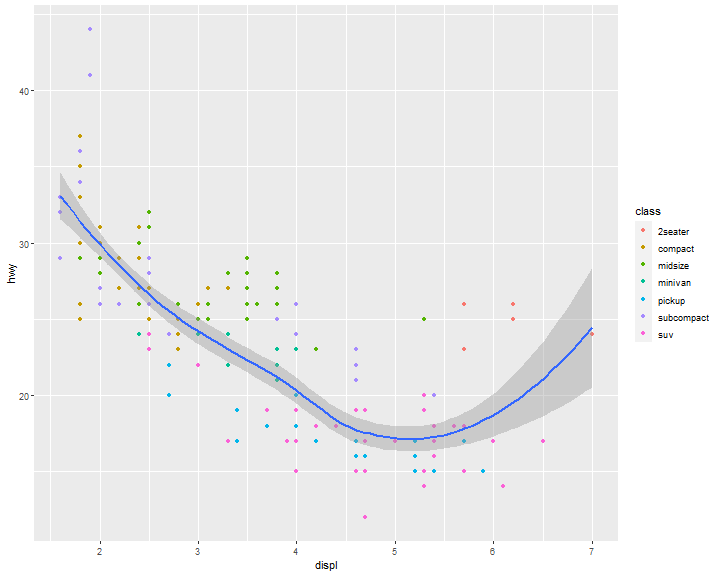 hwy
40
30
20
2
3
4
5
6
7
displ
class
2seater
compact
midsize
minivan
pickup
subcompact
suv